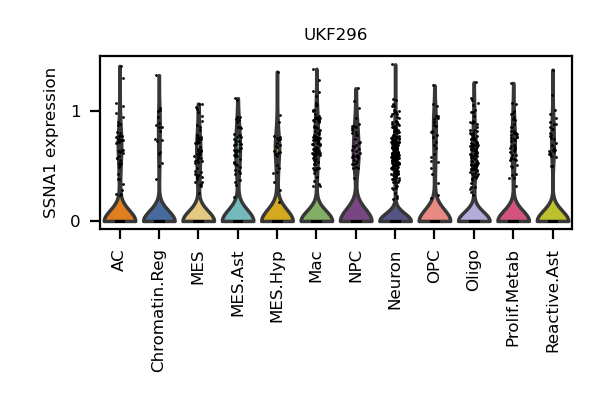 UKF296
SSNA1 expression
1
0
AC
Chromatin.Reg
MES
MES.Ast
MES.Hyp
Mac
NPC
Neuron
OPC
Oligo
Prolif.Metab
Reactive.Ast